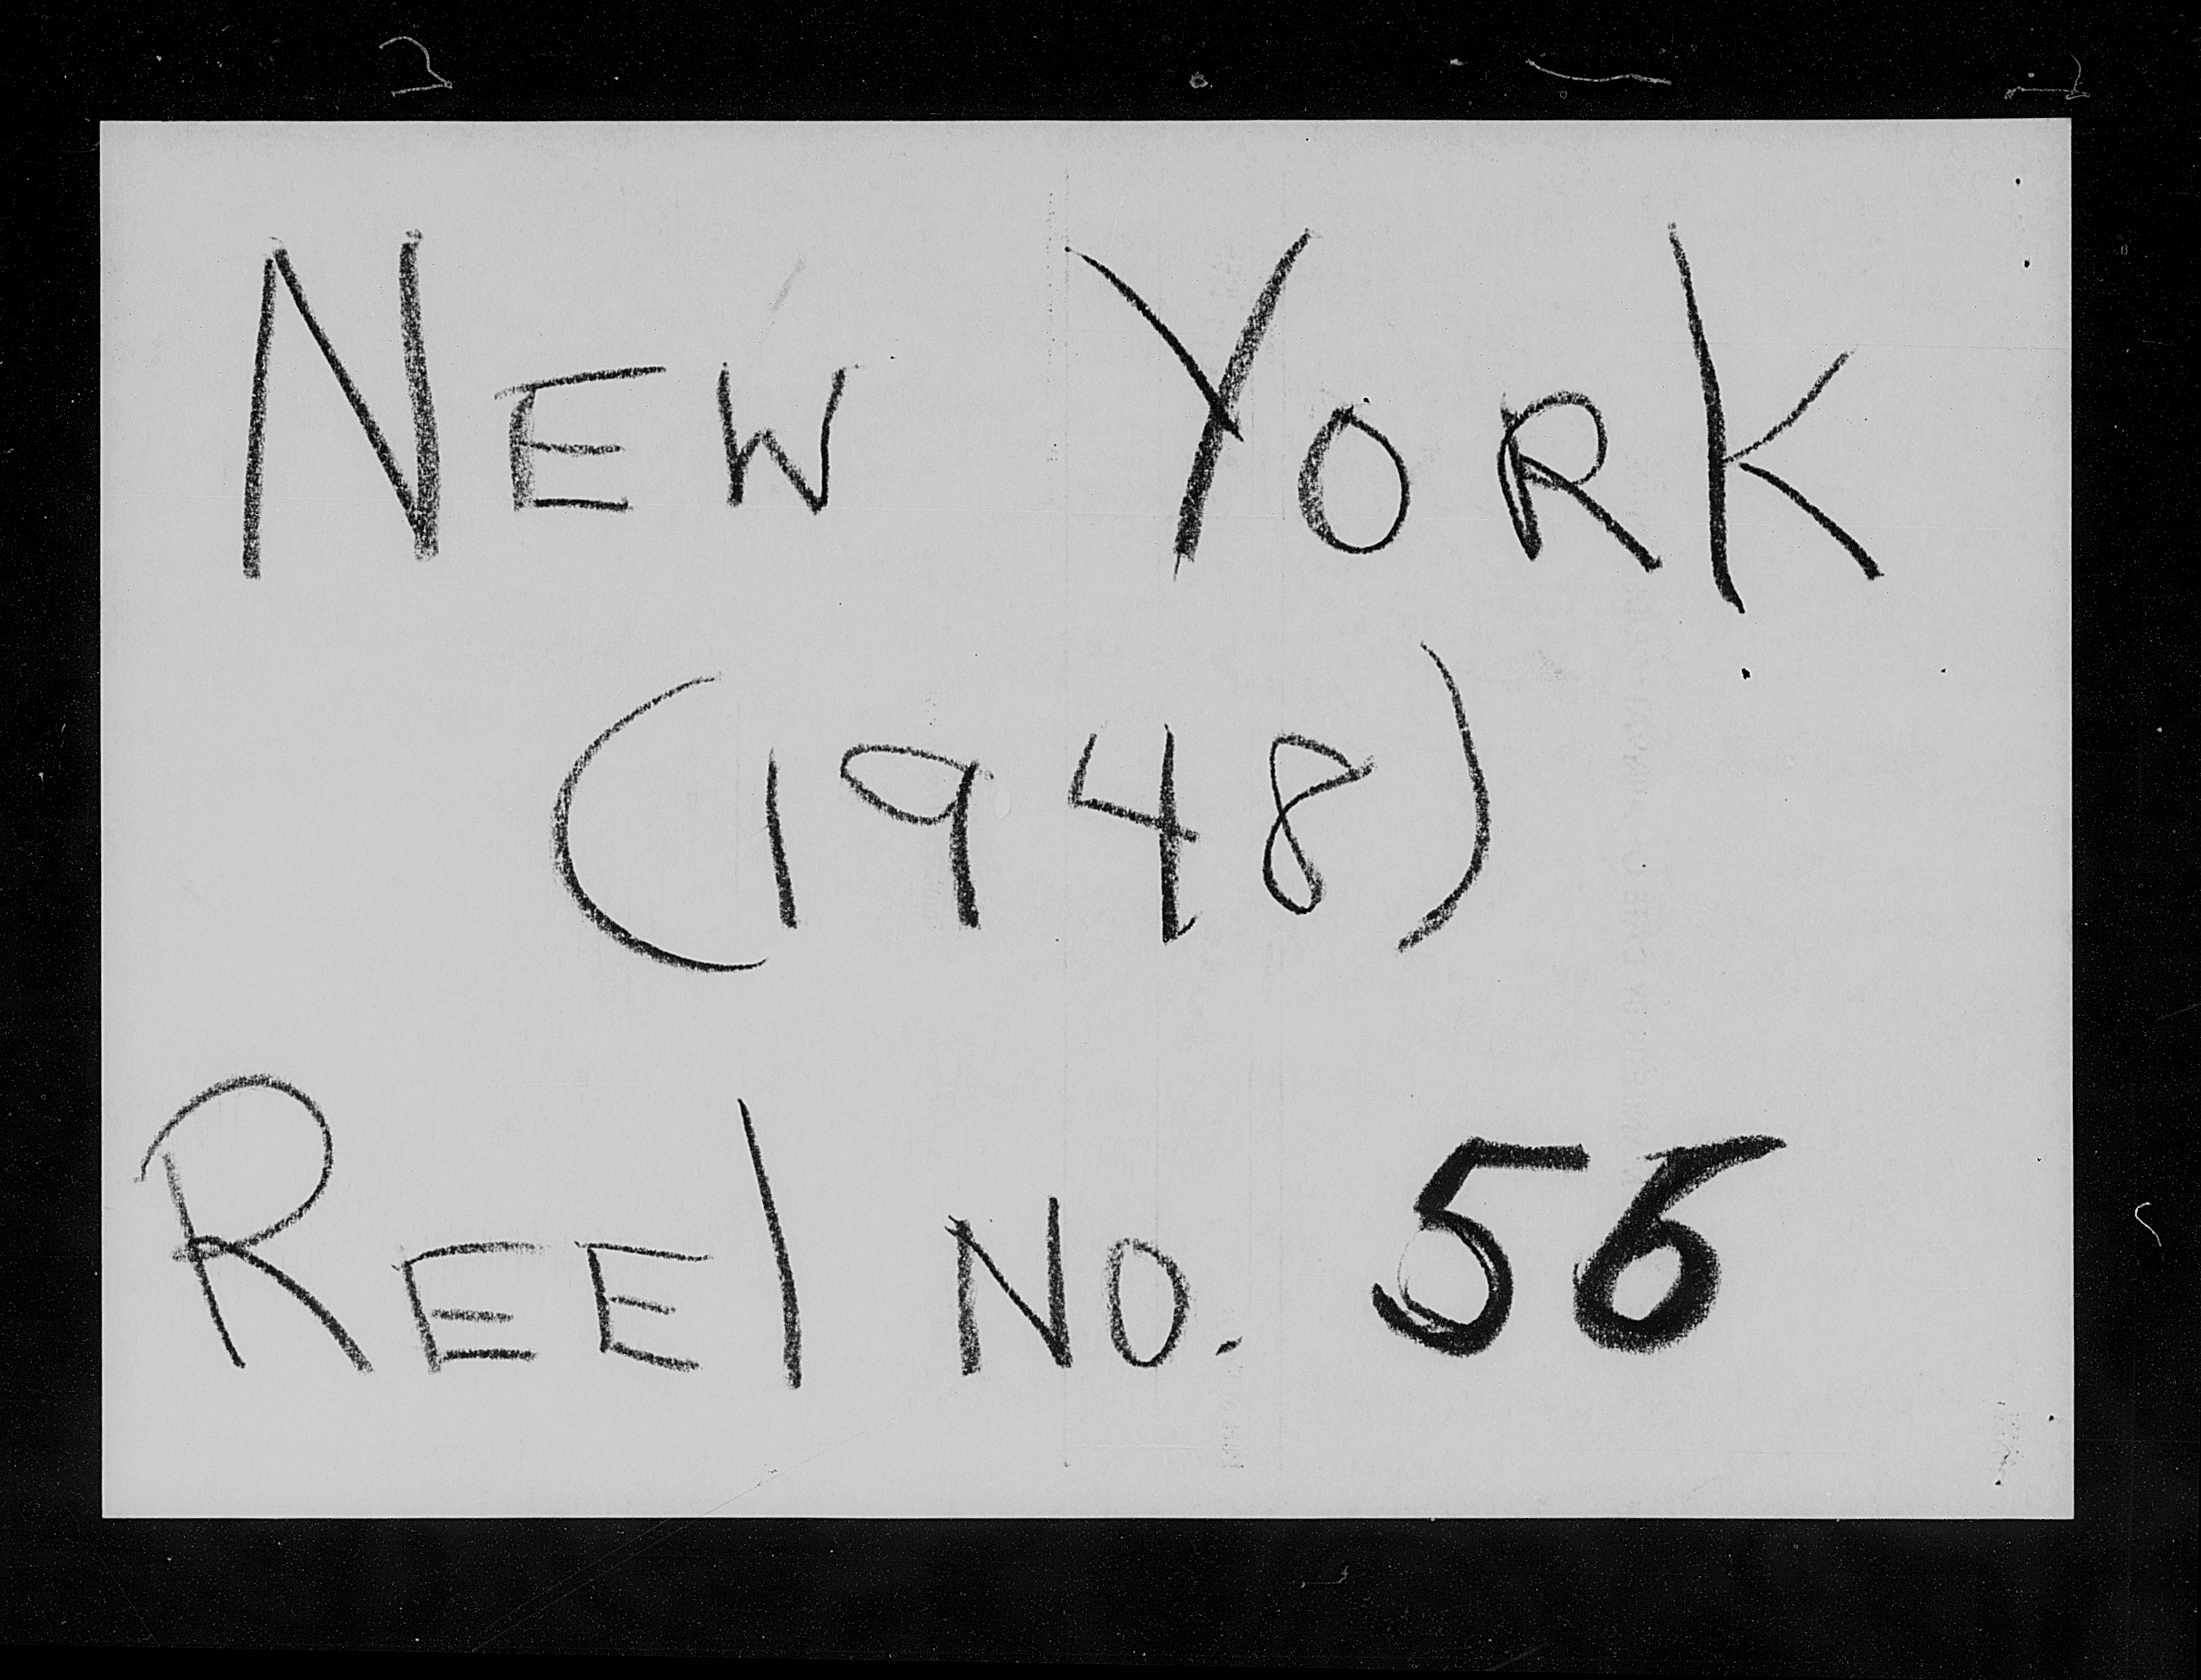 NEW YORK
(1948)
REEl NO. 56